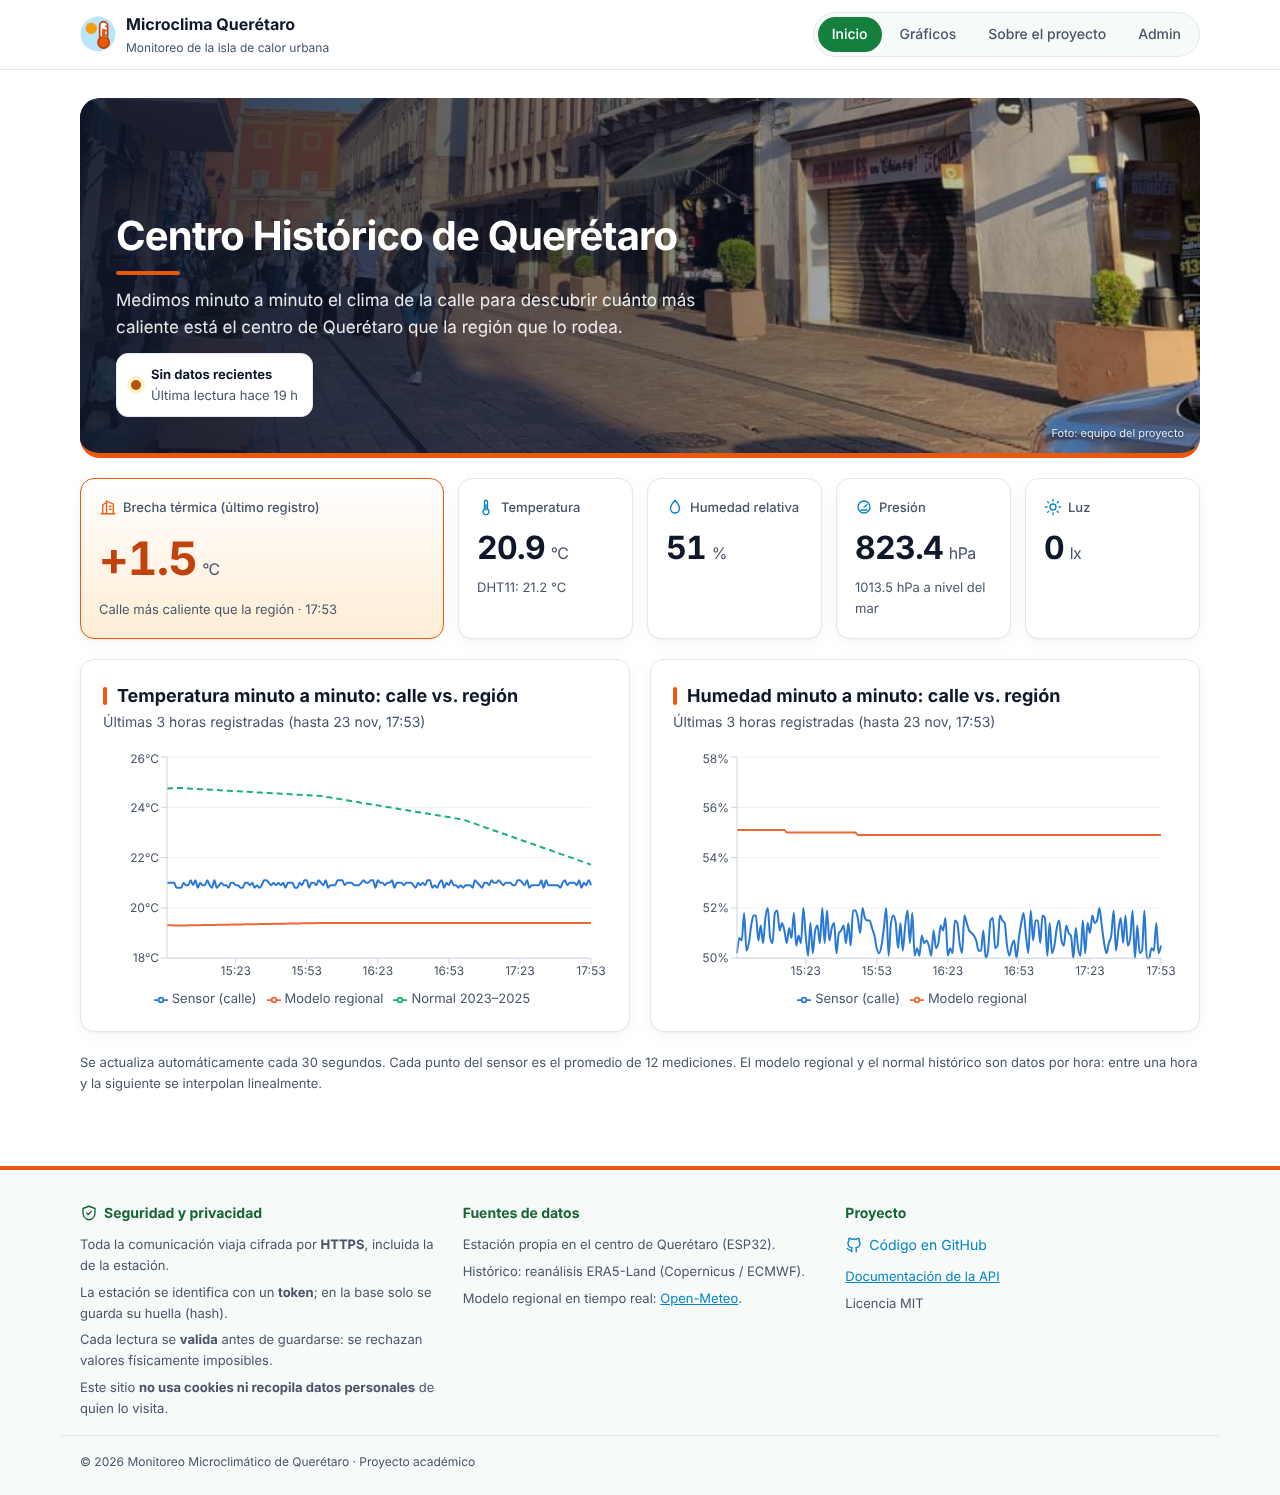 Microclima Querétaro
Monitoreo de la isla de calor urbana
Inicio
Gráficos
Sobre el proyecto
Admin
Centro Histórico de Querétaro
Medimos minuto a minuto el clima de la calle para descubrir cuánto más
caliente está el centro de Querétaro que la región que lo rodea.
Sin datos recientes
Última lectura hace 19 h
Foto: equipo del proyecto
Brecha térmica (último registro)
+1.5 °C
Calle más caliente que la región · 17:53
Temperatura
20.9 °C
DHT11: 21.2 °C
Humedad relativa
51 %
Presión
823.4 hPa
1013.5 hPa a nivel del
mar
Luz
0 lx
Temperatura minuto a minuto: calle vs. región
Últimas 3 horas registradas (hasta 23 nov, 17:53)
26°C
24°C
22°C
20°C
18°C
15:23 15:53 16:23 16:53 17:23 17:53
Sensor (calle) Modelo regional Normal 2023–2025
Humedad minuto a minuto: calle vs. región
Últimas 3 horas registradas (hasta 23 nov, 17:53)
58%
56%
54%
52%
50%
15:23 15:53 16:23 16:53 17:23 17:53
Sensor (calle) Modelo regional
Se actualiza automáticamente cada 30 segundos. Cada punto del sensor es el promedio de 12 mediciones. El modelo regional y el normal histórico son datos por hora: entre una hora
y la siguiente se interpolan linealmente.
Seguridad y privacidad
Toda la comunicación viaja cifrada por HTTPS, incluida la
de la estación.
La estación se identifica con un token; en la base solo se
guarda su huella (hash).
Cada lectura se valida antes de guardarse: se rechazan
valores físicamente imposibles.
Este sitio no usa cookies ni recopila datos personales de
quien lo visita.
Fuentes de datos
Estación propia en el centro de Querétaro (ESP32).
Histórico: reanálisis ERA5-Land (Copernicus / ECMWF).
Modelo regional en tiempo real: Open-Meteo.
Proyecto
Código en GitHub
Documentación de la API
Licencia MIT
© 2026 Monitoreo Microclimático de Querétaro · Proyecto académico